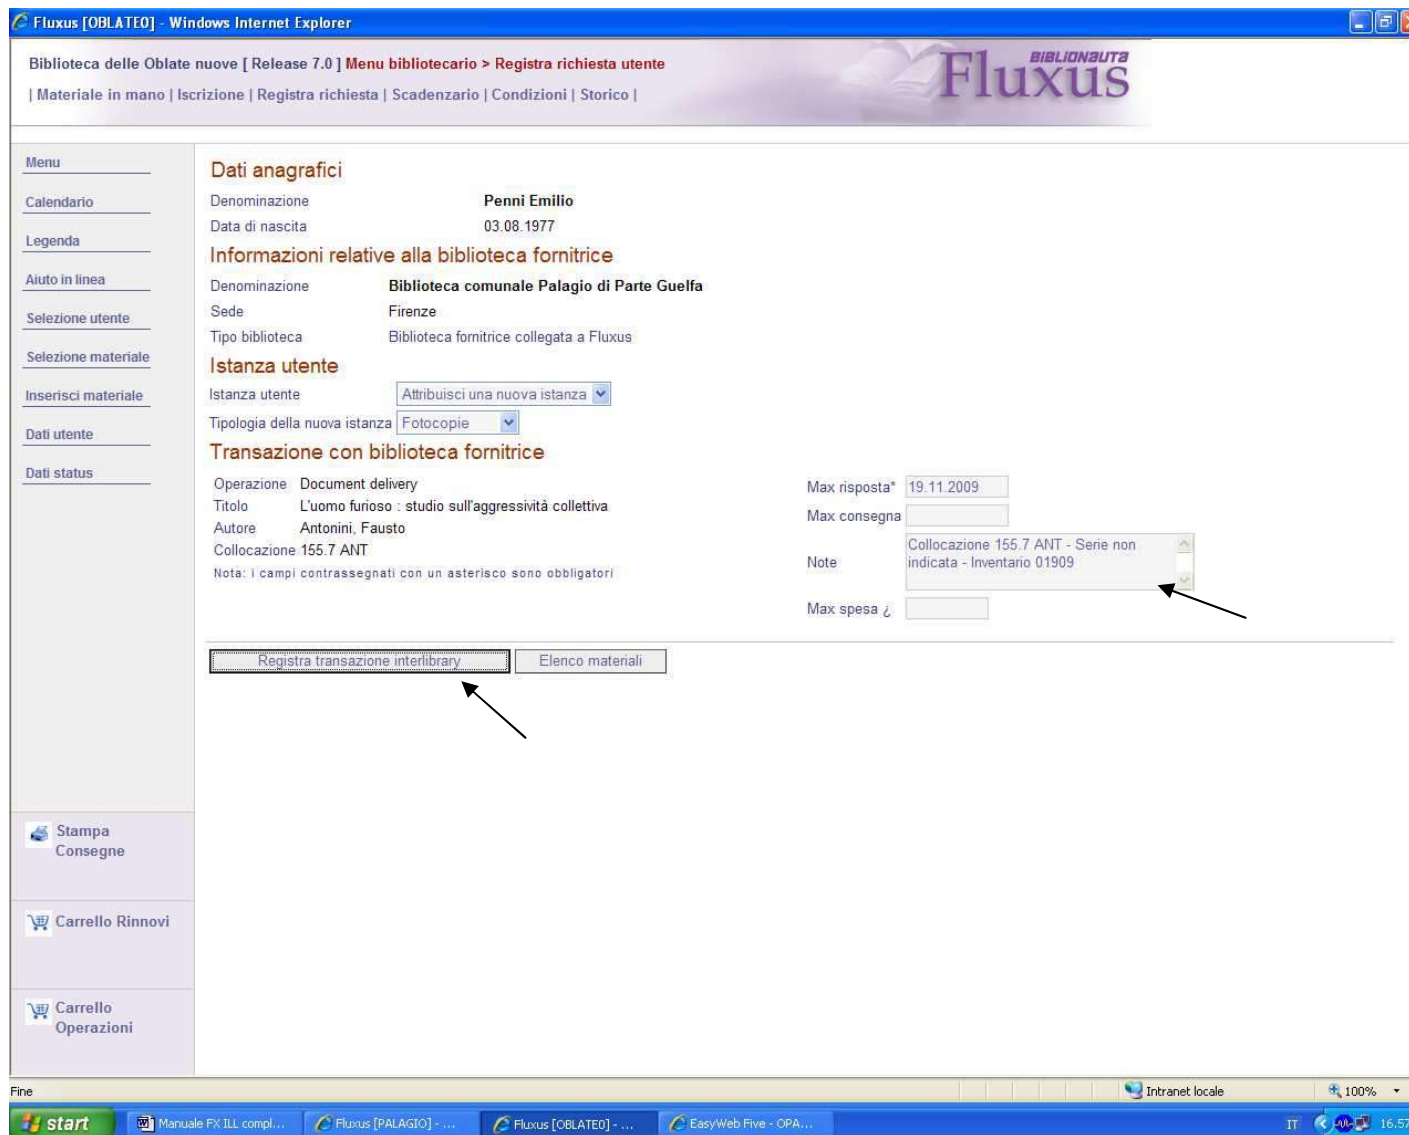 Fluxus [OBLATE0] - Windows Internet Explorer
Biblioteca delle Oblate nuove [ Release 7.0 ] Menu bibliotecario > Registra richiesta utente
| Materiale in mano | Iscrizione | Registra richiesta | Scadenzario | Condizioni | Storico |
BIBLIONAUTA
Fluxus
Menu
Calendario
Legenda
Aiuto in linea
Selezione utente
Selezione materiale
Inserisci materiale
Dati utente
Dati status
Dati anagrafici
Denominazione Penni Emilio
Data di nascita 03.08.1977
Informazioni relative alla biblioteca fornitrice
Denominazione Biblioteca comunale Palagio di Parte Guelfa
Sede Firenze
Tipo biblioteca Biblioteca fornitrice collegata a Fluxus
Istanza utente
Istanza utente Attribuisci una nuova istanza
Tipologia della nuova istanza Fotocopie
Transazione con biblioteca fornitrice
Operazione Document delivery
Titolo L'uomo furioso : studio sull'aggressività collettiva
Autore Antonini, Fausto
Collocazione 155.7 ANT
Nota: i campi contrassegnati con un asterisco sono obbligatori
Max risposta* 19.11.2009
Max consegna
Note Collocazione 155.7 ANT - Serie non
indicata - Inventario 01909
Max spesa ¿
Registra transazione interlibrary Elenco materiali
Stampa
Consegne
Carrello Rinnovi
Carrello
Operazioni
Fine Intranet locale 100%
start Manuale FX ILL compl... Fluxus [PALAGIO] - ... Fluxus [OBLATE0] - ... EasyWeb Five - OPA... IT 16.57